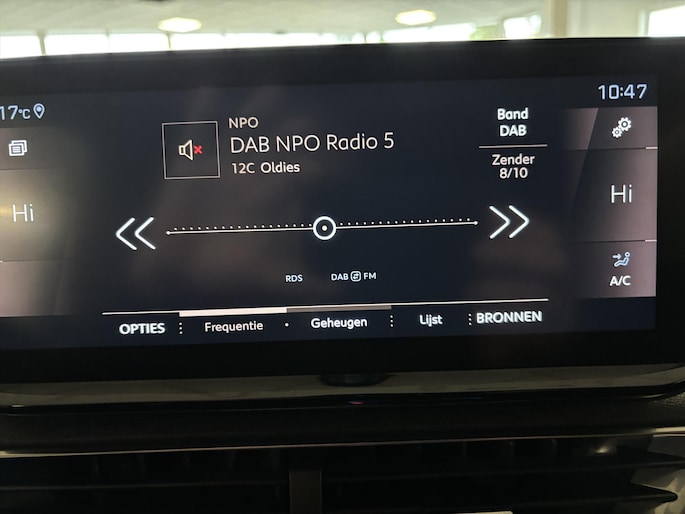 17°C
10:47
NPO
DAB NPO Radio 5
12C Oldies
Band
DAB
Zender
8/10
Hi
Hi
RDS
DAB FM
A/C
OPTIES
Frequentie
Geheugen
Lijst
BRONNEN